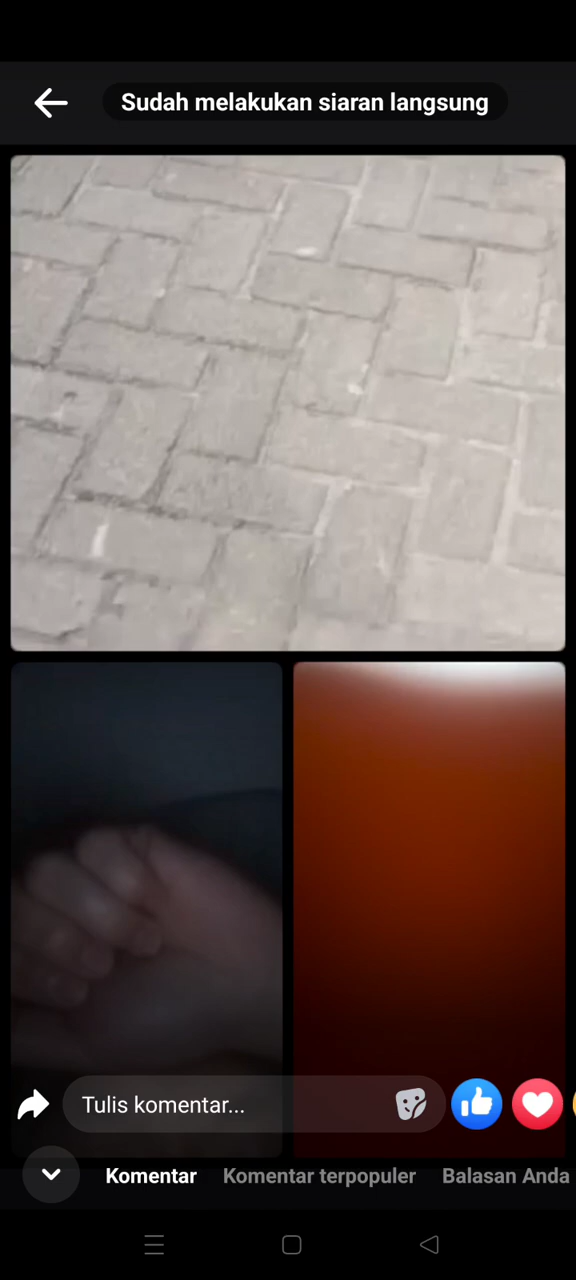 Sudah melakukan siaran langsung
Tulis komentar...
Komentar Komentar terpopuler Balasan Anda